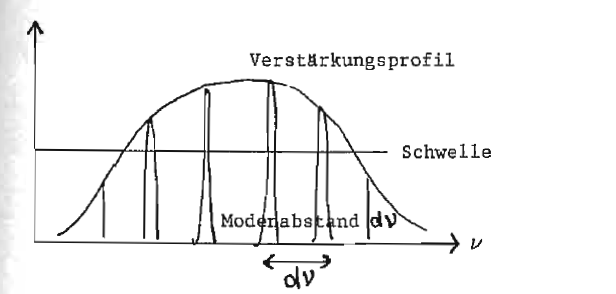 Verstärkungsprofil
Schwelle
Modenabstand dν
ν
dν